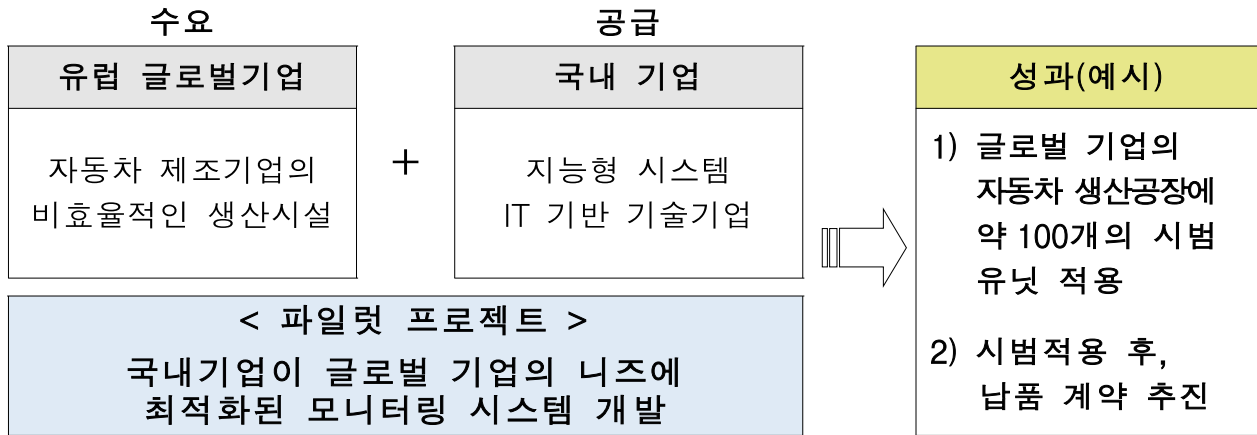 수요
유럽 글로벌기업
자동차 제조기업의
비효율적인 생산시설
+
공급
국내 기업
지능형 시스템
IT 기반 기술기업
< 파일럿 프로젝트 >
국내기업이 글로벌 기업의 니즈에
최적화된 모니터링 시스템 개발
성과(예시)
1) 글로벌 기업의
자동차 생산공장에
약 100개의 시범
유닛 적용
2) 시범적용 후,
납품 계약 추진